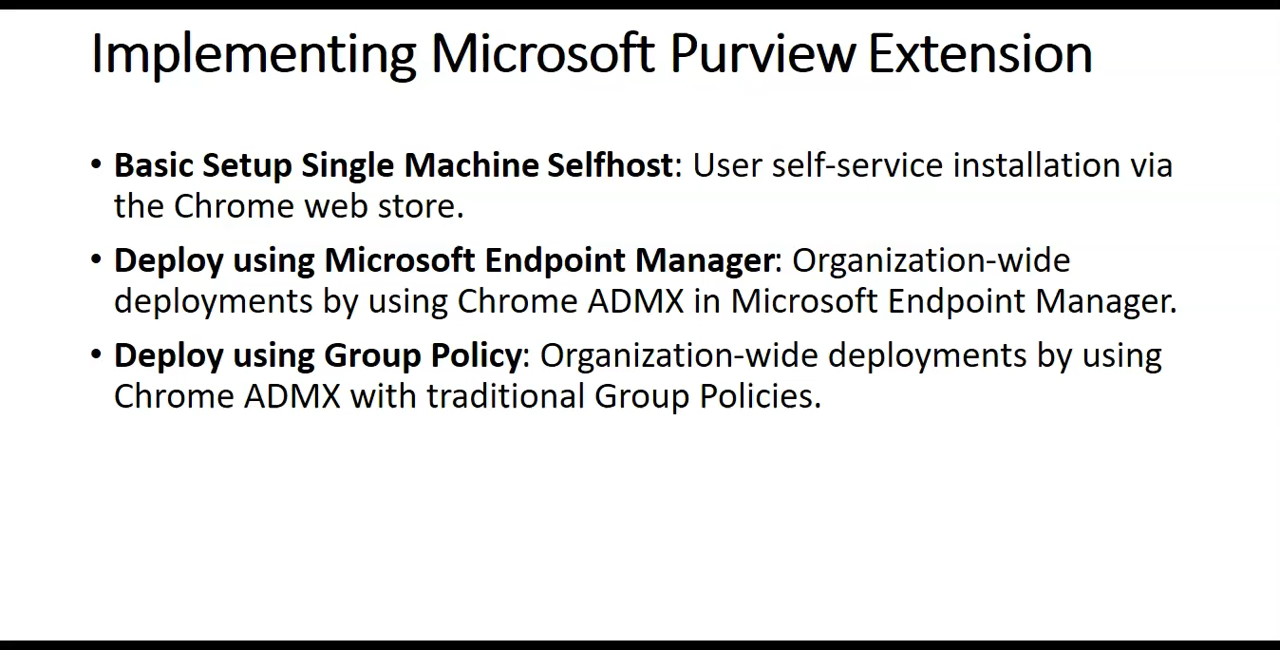 Implementing Microsoft Purview Extension
• Basic Setup Single Machine Selfhost: User self-service installation via
the Chrome web store.
• Deploy using Microsoft Endpoint Manager: Organization-wide
deployments by using Chrome ADMX in Microsoft Endpoint Manager.
• Deploy using Group Policy: Organization-wide deployments by using
Chrome ADMX with traditional Group Policies.